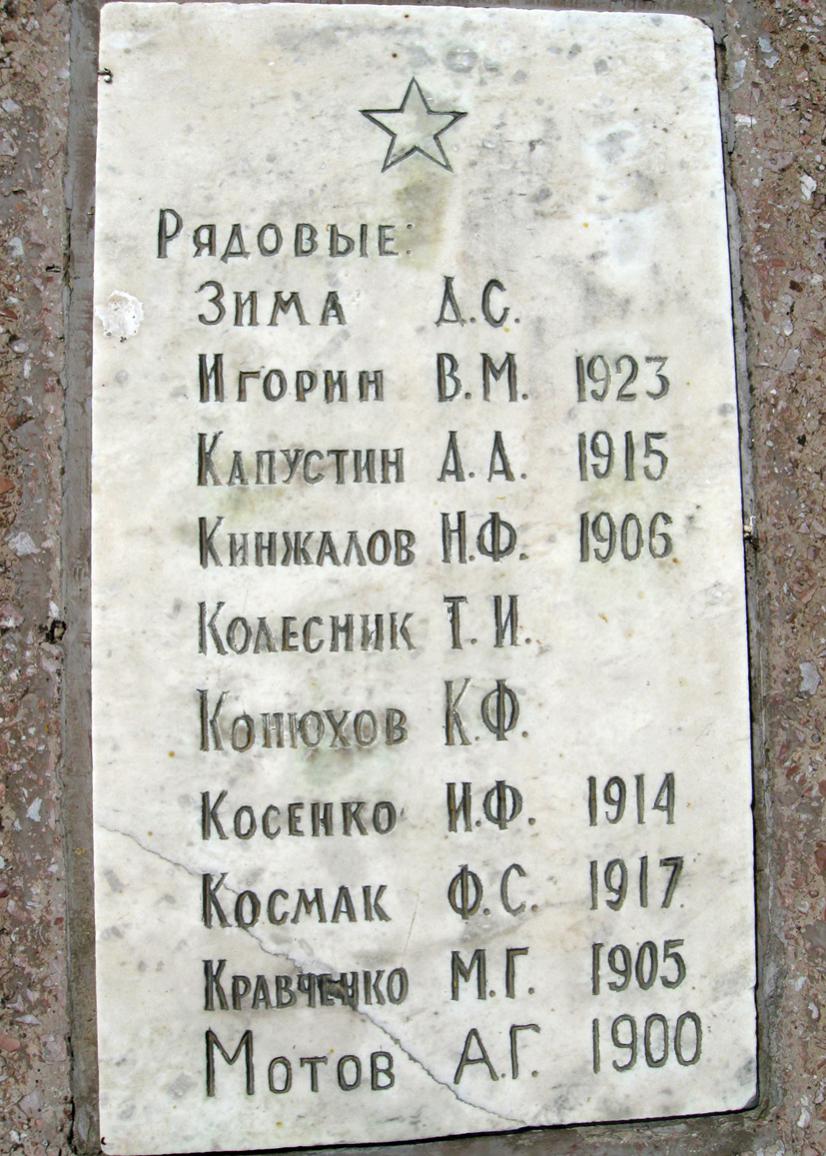 Рядовые:
Зима Д.С.
Игорин В.М. 1923
Капустин А.А. 1915
Кинжалов Н.Ф. 1906
Колесник Т.И.
Конюхов К.Ф.
Косенко И.Ф. 1914
Космак Ф.С. 1917
Кравченко М.Г. 1905
Мотов А.Г. 1900